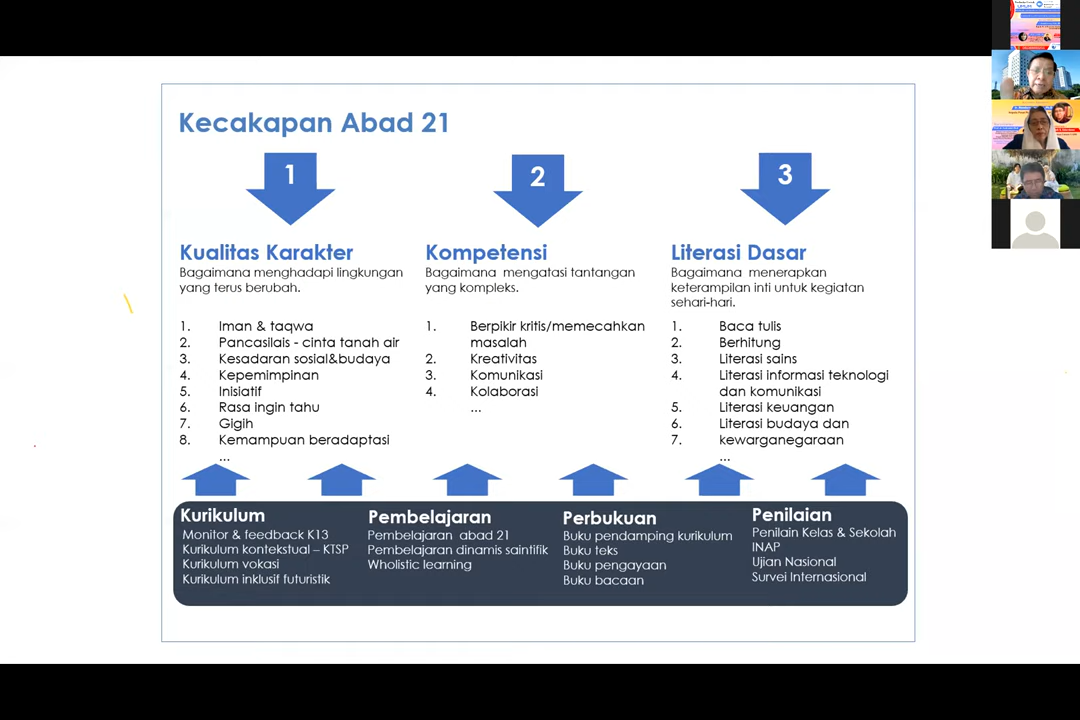 Kecakapan Abad 21
1
2
3
Kualitas Karakter
Bagaimana menghadapi lingkungan
yang terus berubah.
1. Iman & taqwa
2. Pancasilais - cinta tanah air
3. Kesadaran sosial&budaya
4. Kepemimpinan
5. Inisiatif
6. Rasa ingin tahu
7. Gigih
8. Kemampuan beradaptasi
...
Kompetensi
Bagaimana mengatasi tantangan
yang kompleks.
1. Berpikir kritis/memecahkan
masalah
2. Kreativitas
3. Komunikasi
4. Kolaborasi
...
Literasi Dasar
Bagaimana menerapkan
keterampilan inti untuk kegiatan
sehari-hari.
1. Baca tulis
2. Berhitung
3. Literasi sains
4. Literasi informasi teknologi
dan komunikasi
5. Literasi keuangan
6. Literasi budaya dan
7. kewarganegaraan
...
Kurikulum
Monitor & feedback K13
Kurikulum kontekstual – KTSP
Kurikulum vokasi
Kurikulum inklusif futuristik
Pembelajaran
Pembelajaran abad 21
Pembelajaran dinamis saintifik
Wholistic learning
Perbukuan
Buku pendamping kurikulum
Buku teks
Buku pengayaan
Buku bacaan
Penilaian
Penilain Kelas & Sekolah
INAP
Ujian Nasional
Survei Internasional